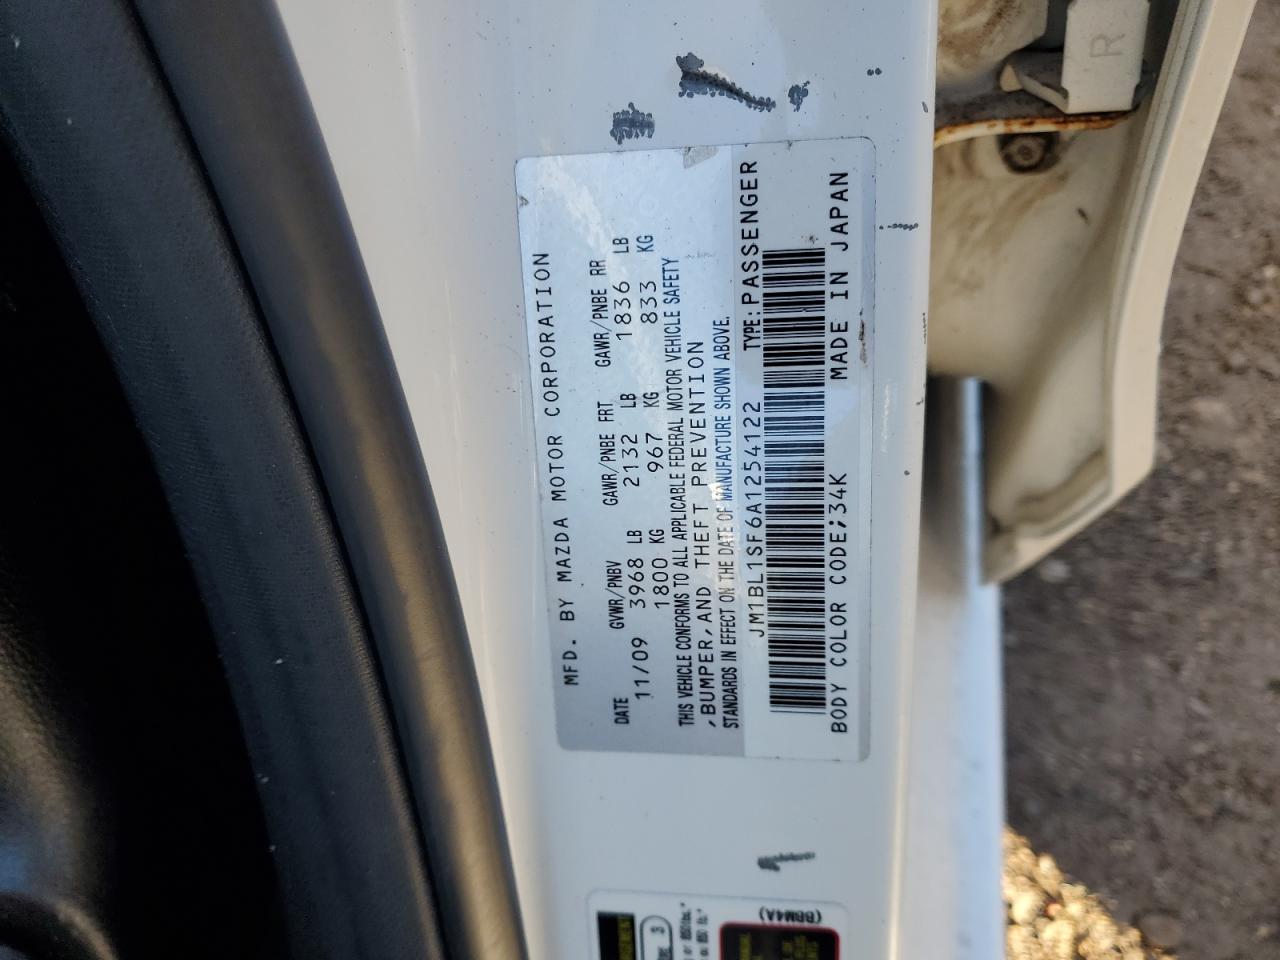 MFD. BY MAZDA MOTOR CORPORATION
DATE GVWR/PNBV GAWR/PNBE FRT GAWR/PNBE RR
11/09 3968 LB 2132 LB 1836 LB
1800 KG 967 KG 833 KG
THIS VEHICLE CONFORMS TO ALL APPLICABLE FEDERAL MOTOR VEHICLE SAFETY
,BUMPER,AND THEFT PREVENTION
STANDARDS IN EFFECT ON THE DATE OF MANUFACTURE SHOWN ABOVE.
JM1BL1SF6A1254122 TYPE:PASSENGER
BODY COLOR CODE;34K MADE IN JAPAN
R
(BBM4A)